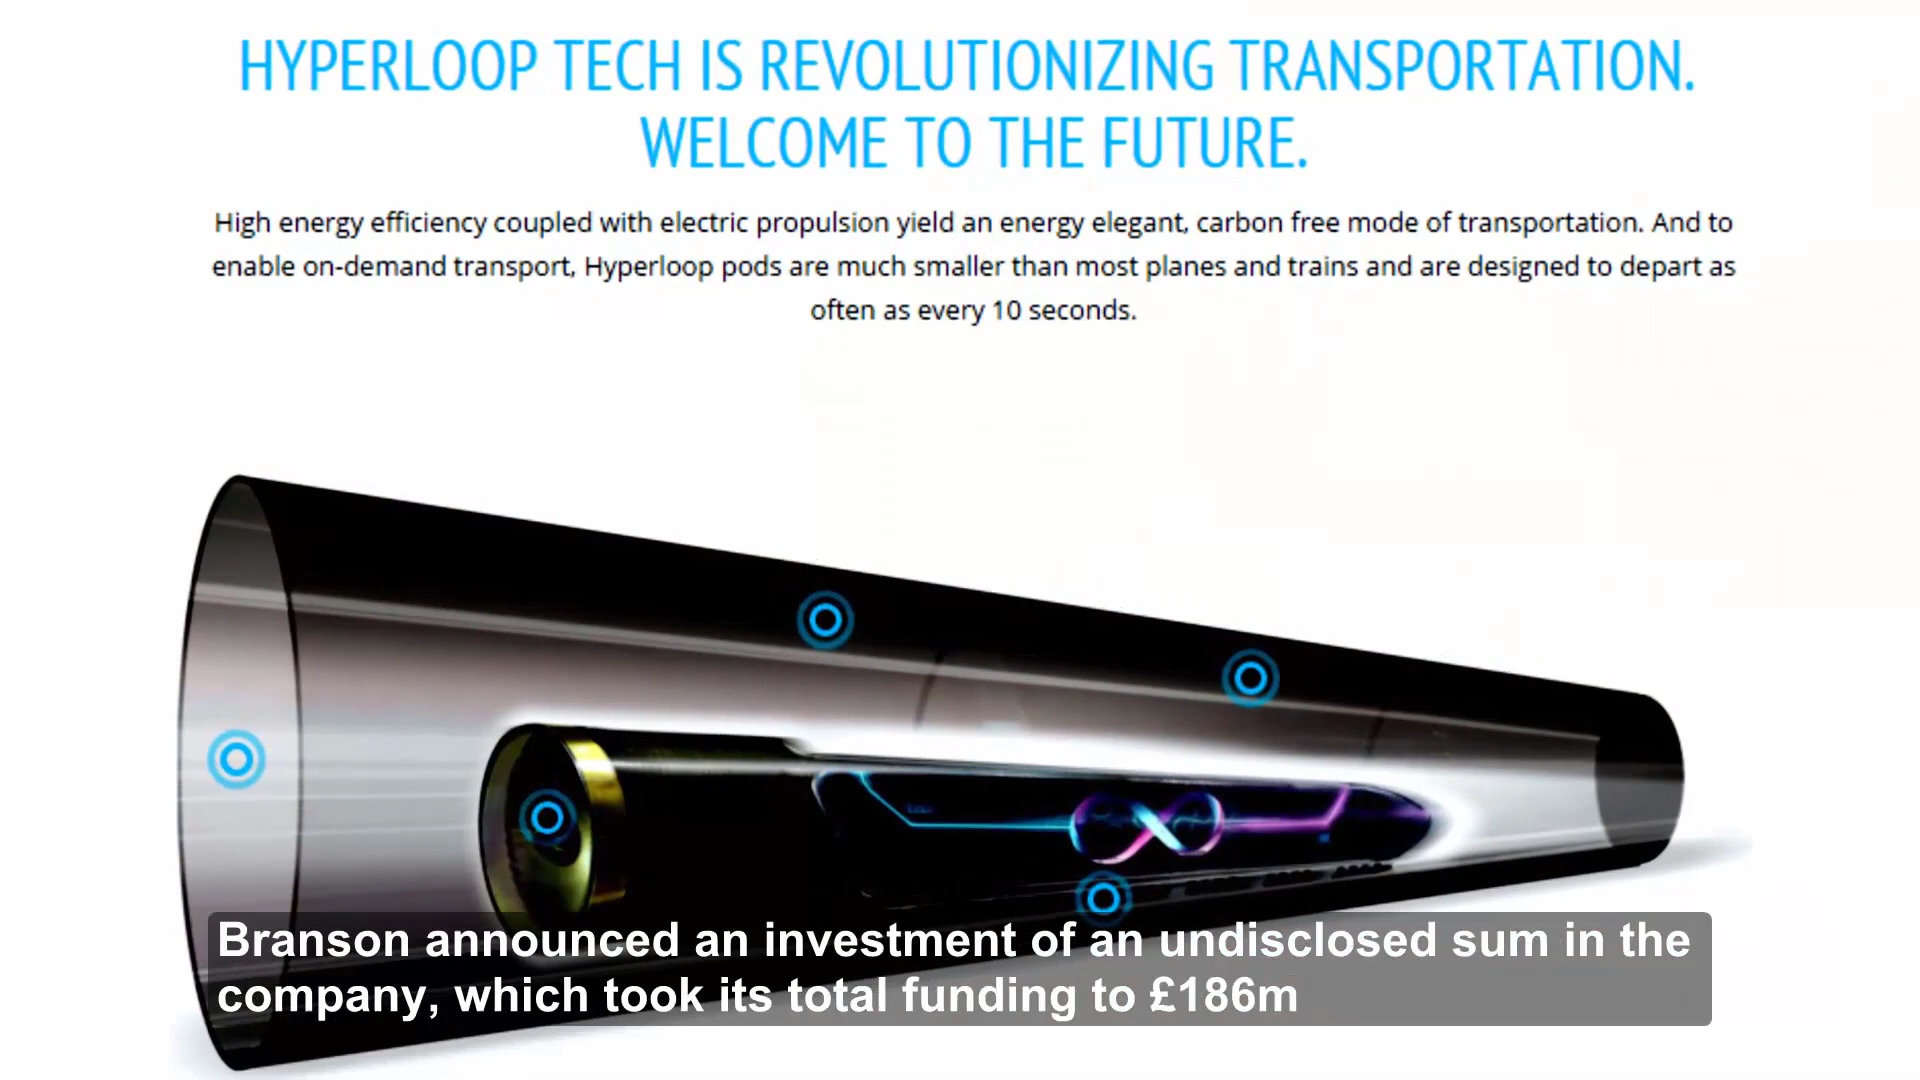 HYPERLOOP TECH IS REVOLUTIONIZING TRANSPORTATION.
WELCOME TO THE FUTURE.
High energy efficiency coupled with electric propulsion yield an energy elegant, carbon free mode of transportation. And to
enable on-demand transport, Hyperloop pods are much smaller than most planes and trains and are designed to depart as
often as every 10 seconds.
Branson announced an investment of an undisclosed sum in the
company, which took its total funding to £186m